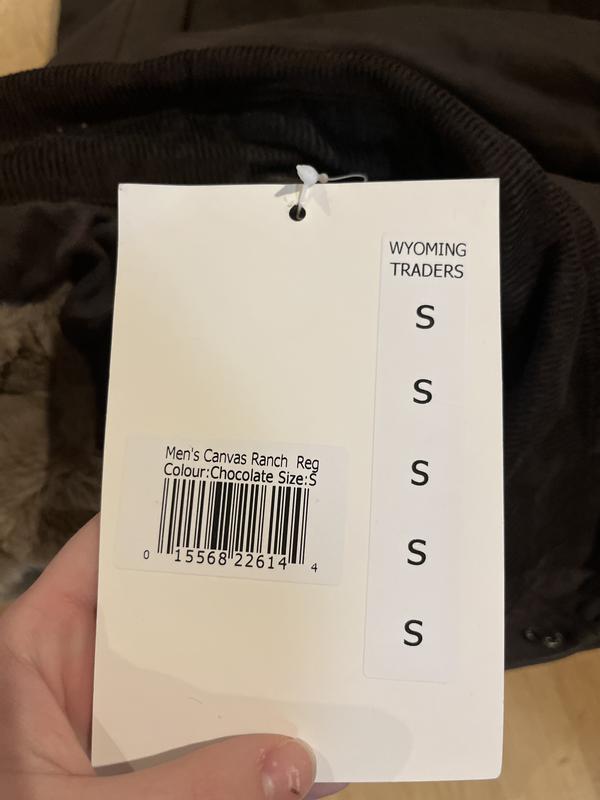 WYOMING
TRADERS
S
S
S
S
S
Men's Canvas Ranch Reg
Colour:Chocolate Size:S
0 15568 22614 4